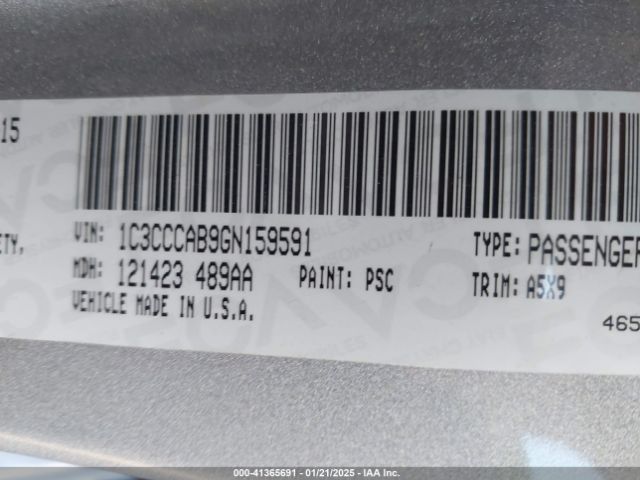 15
ETY,
VIN: 1C3CCCAB9GN159591
TYPE: PASSENGER
MDH: 121423 489AA
PAINT: PSC
TRIM: A5X9
VEHICLE MADE IN U.S.A.
465
000-41365691 - 01/21/2025 - IAA Inc.